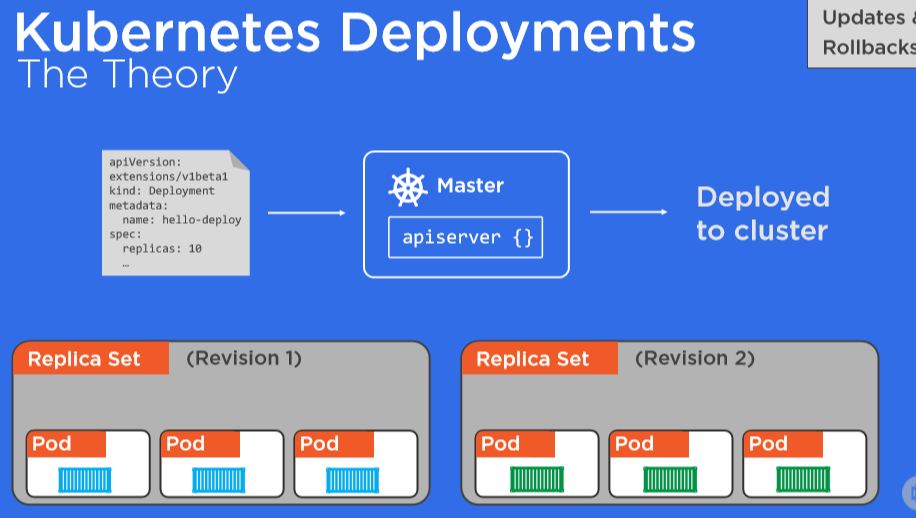 Kubernetes Deployments
The Theory
Updates
Rollbacks
apiVersion:
extensions/v1beta1
kind: Deployment
metadata:
  name: hello-deploy
spec:
  replicas: 10
  …
Master
apiserver {}
Deployed
to cluster
Replica Set (Revision 1)
Pod Pod Pod
Replica Set (Revision 2)
Pod Pod Pod